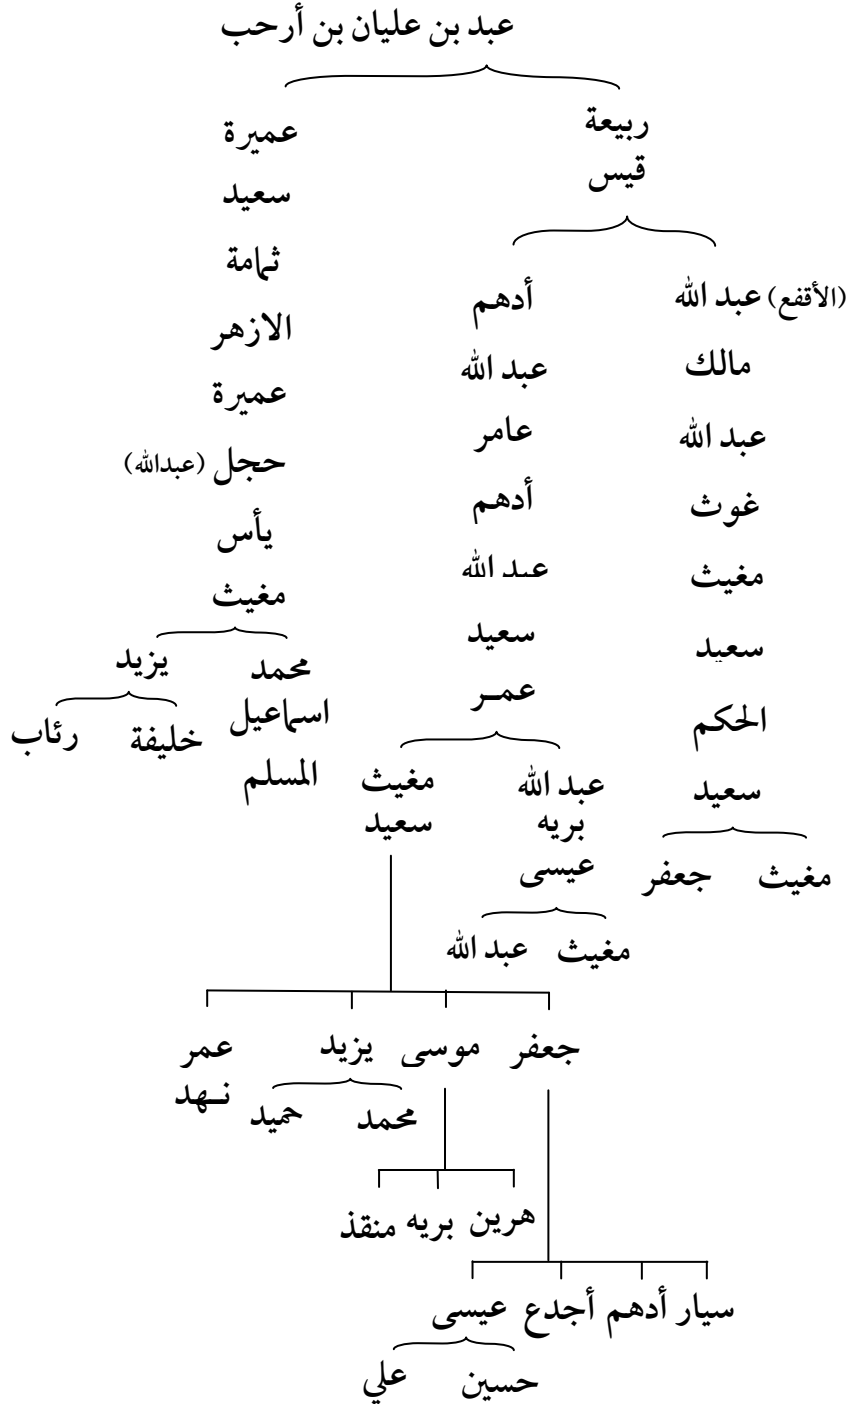 عبد بن عليان بن أرحب
ربيعة
عميرة
قيس
سعيد
ثمامة
(الأقفع) عبد الله
أدهم
الازهر
مالك
عبد الله
عميرة
عبد الله
عامر
حجل (عبدالله)
غوث
أدهم
يأس
مغيث
عبد الله
مغيث
سعيد
سعيد
محمد
يزيد
الحكم
عمر
اسماعيل
خليفة
رئاب
سعيد
عبد الله
مغيث
المسلم
بريه
سعيد
مغيث
جعفر
عيسى
مغيث
عبد الله
جعفر
موسى
يزيد
عمر
نهد
محمد
حميد
هرين
بريه
منقذ
سيار
أدهم
أجدع
عيسى
حسين
علي